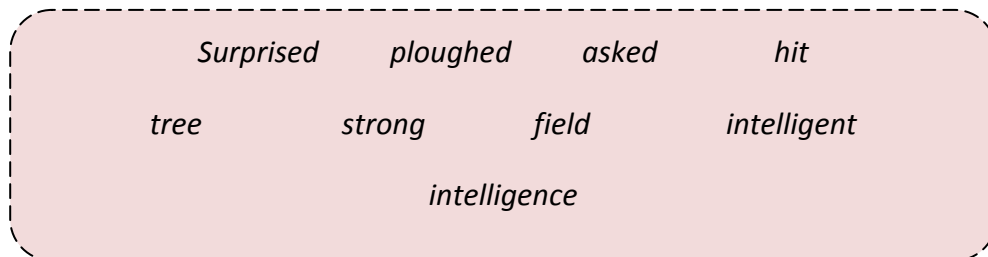 Surprised ploughed asked hit
tree strong field intelligent
intelligence